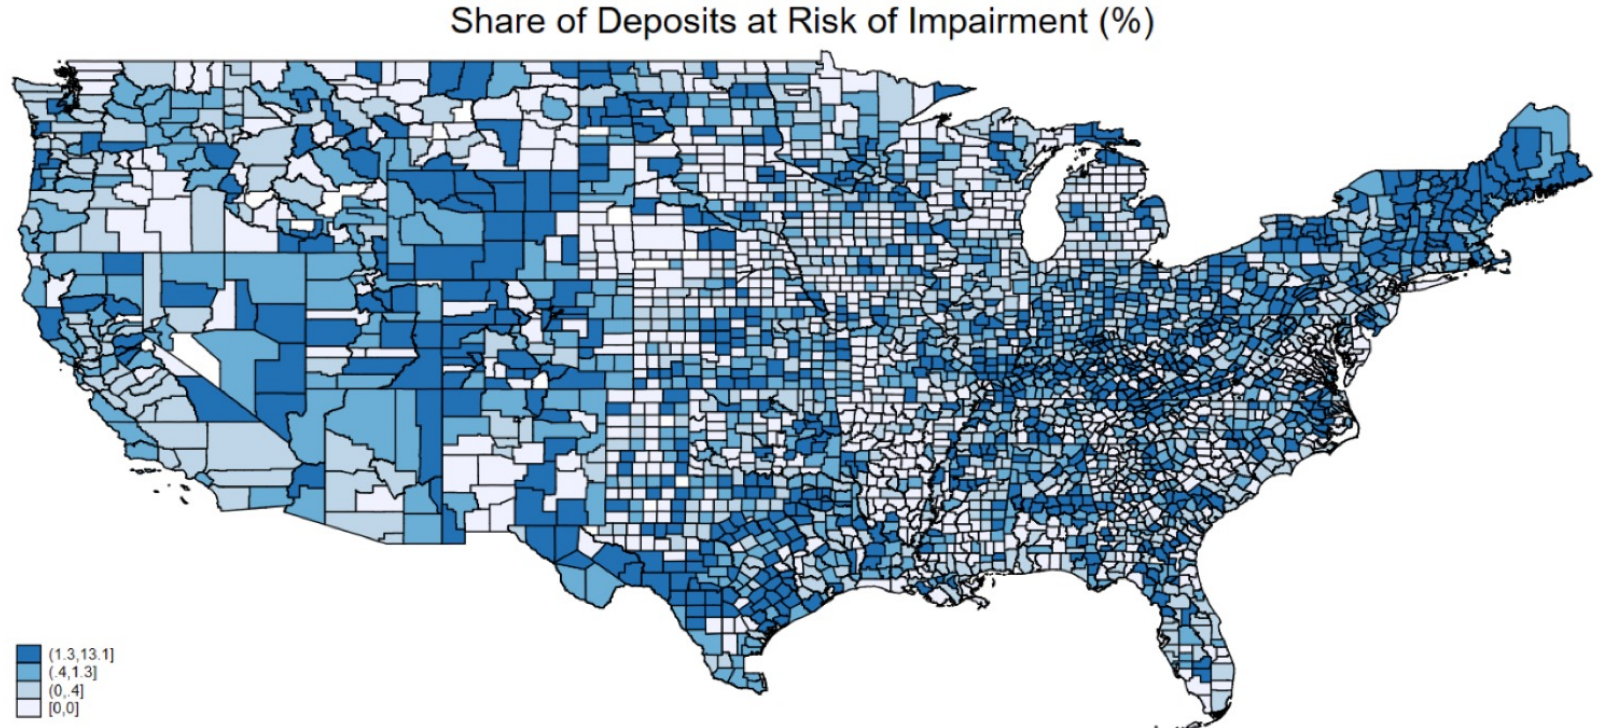 Share of Deposits at Risk of Impairment (%)
(1.3,13.1]
(.4,1.3]
(0,.4]
[0,0]